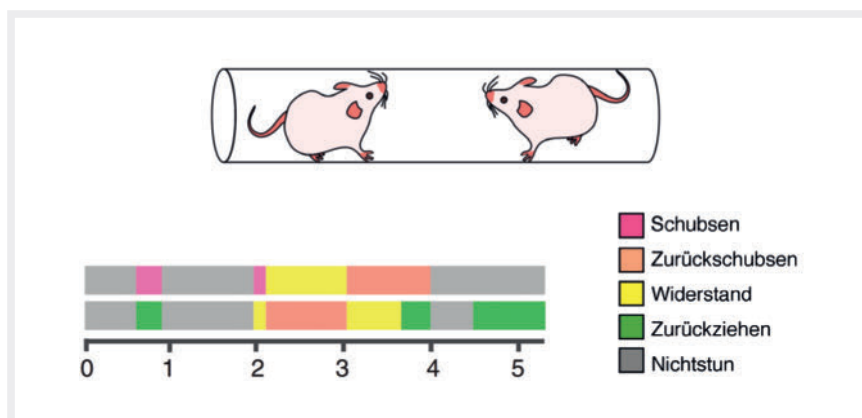 Schubsen
Zurückschubsen
Widerstand
Zurückziehen
Nichtstun
0 1 2 3 4 5